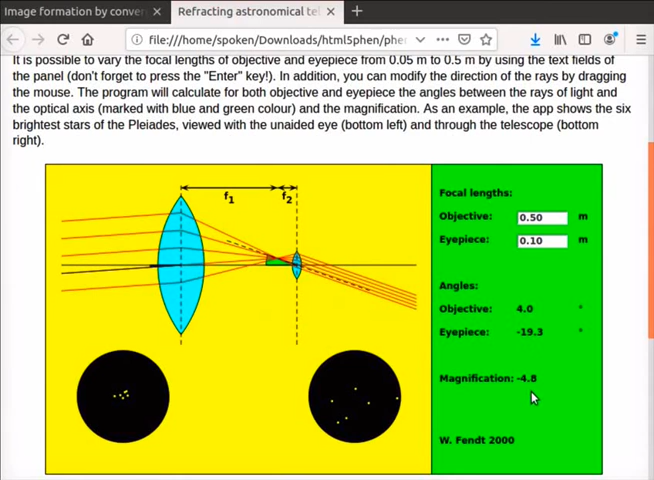 Image formation by conver
Refracting astronomical tel
file:///home/spoken/Downloads/html5phen/phe
It is possible to vary the focal lengths of objective and eyepiece from 0.05 m to 0.5 m by using the text fields of
the panel (don't forget to press the "Enter" key!). In addition, you can modify the direction of the rays by dragging
the mouse. The program will calculate for both objective and eyepiece the angles between the rays of light and
the optical axis (marked with blue and green colour) and the magnification. As an example, the app shows the six
brightest stars of the Pleiades, viewed with the unaided eye (bottom left) and through the telescope (bottom
right).
f1 f2
Focal lengths:
Objective: 0.50 m
Eyepiece: 0.10 m
Angles:
Objective: 4.0 °
Eyepiece: -19.3 °
Magnification: -4.8
W. Fendt 2000